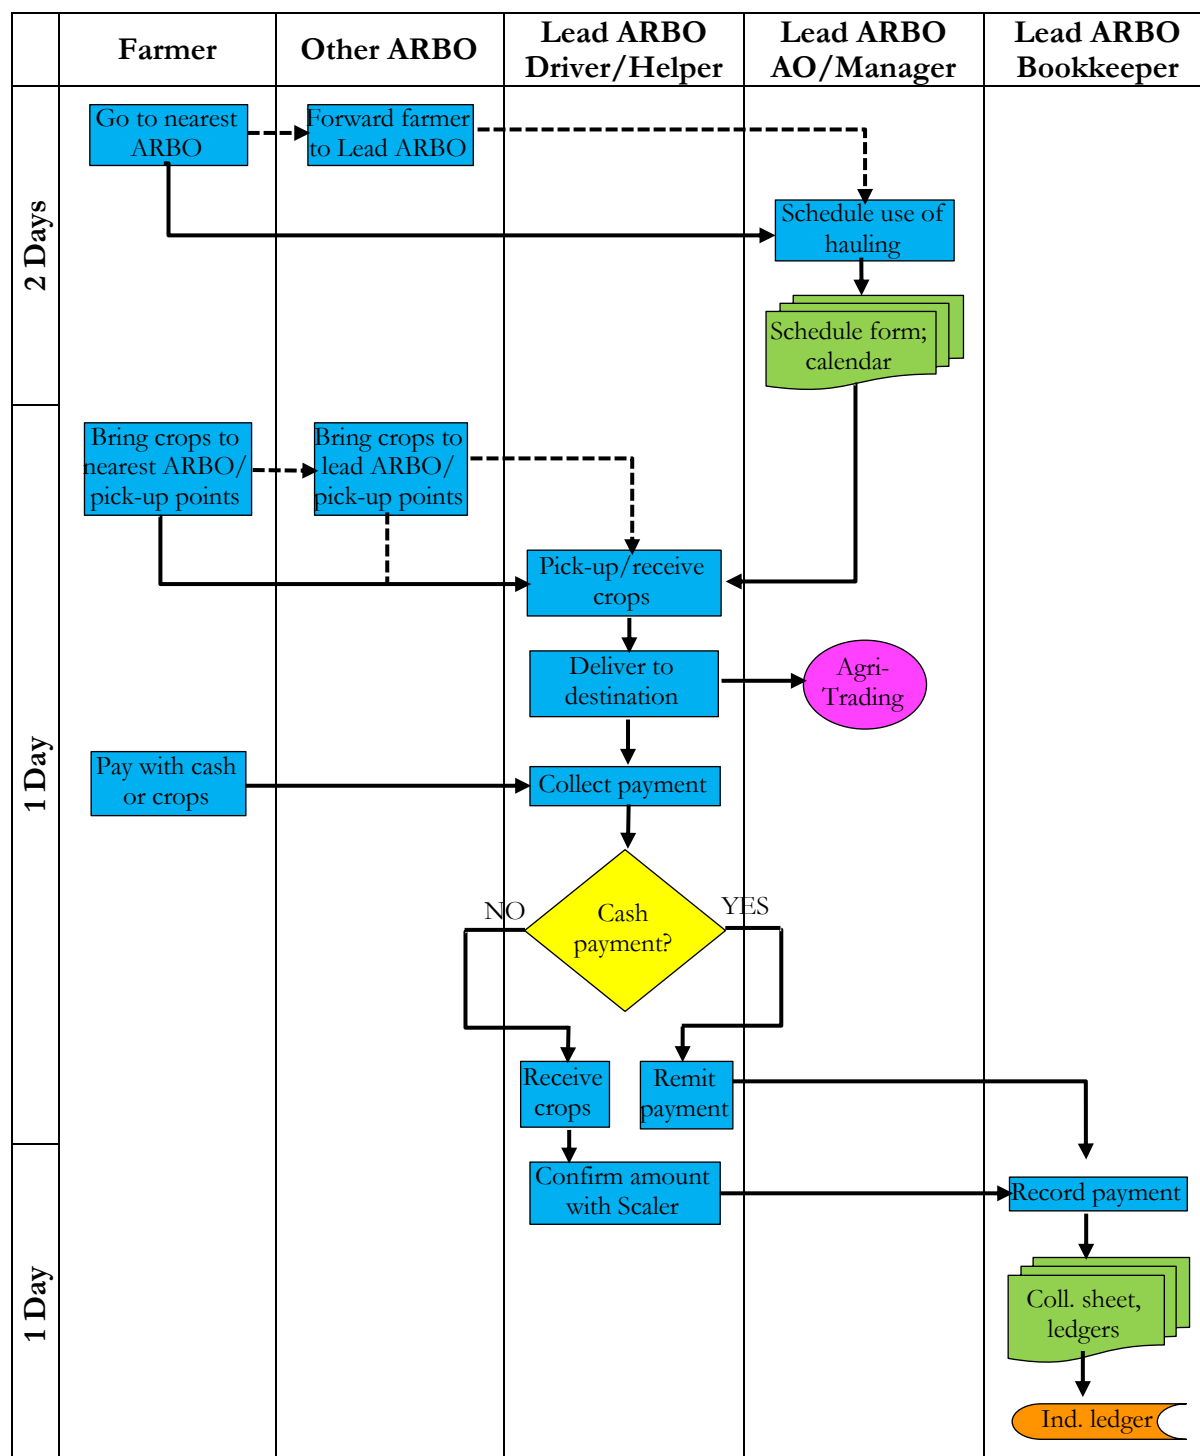 Farmer
Other ARBO
Lead ARBO
Driver/Helper
Lead ARBO
AO/Manager
Lead ARBO
Bookkeeper
2 Days
Go to nearest
ARBO
Forward farmer
to Lead ARBO
Schedule use of
hauling
Schedule form;
calendar
1 Day
Bring crops to
nearest ARBO/
pick-up points
Bring crops to
lead ARBO/
pick-up points
Pick-up/receive
crops
Deliver to
destination
Agri-
Trading
Pay with cash
or crops
Collect payment
Cash
payment?
NO
YES
Receive
crops
Remit
payment
1 Day
Confirm amount
with Scaler
Record payment
Coll. sheet,
ledgers
Ind. ledger